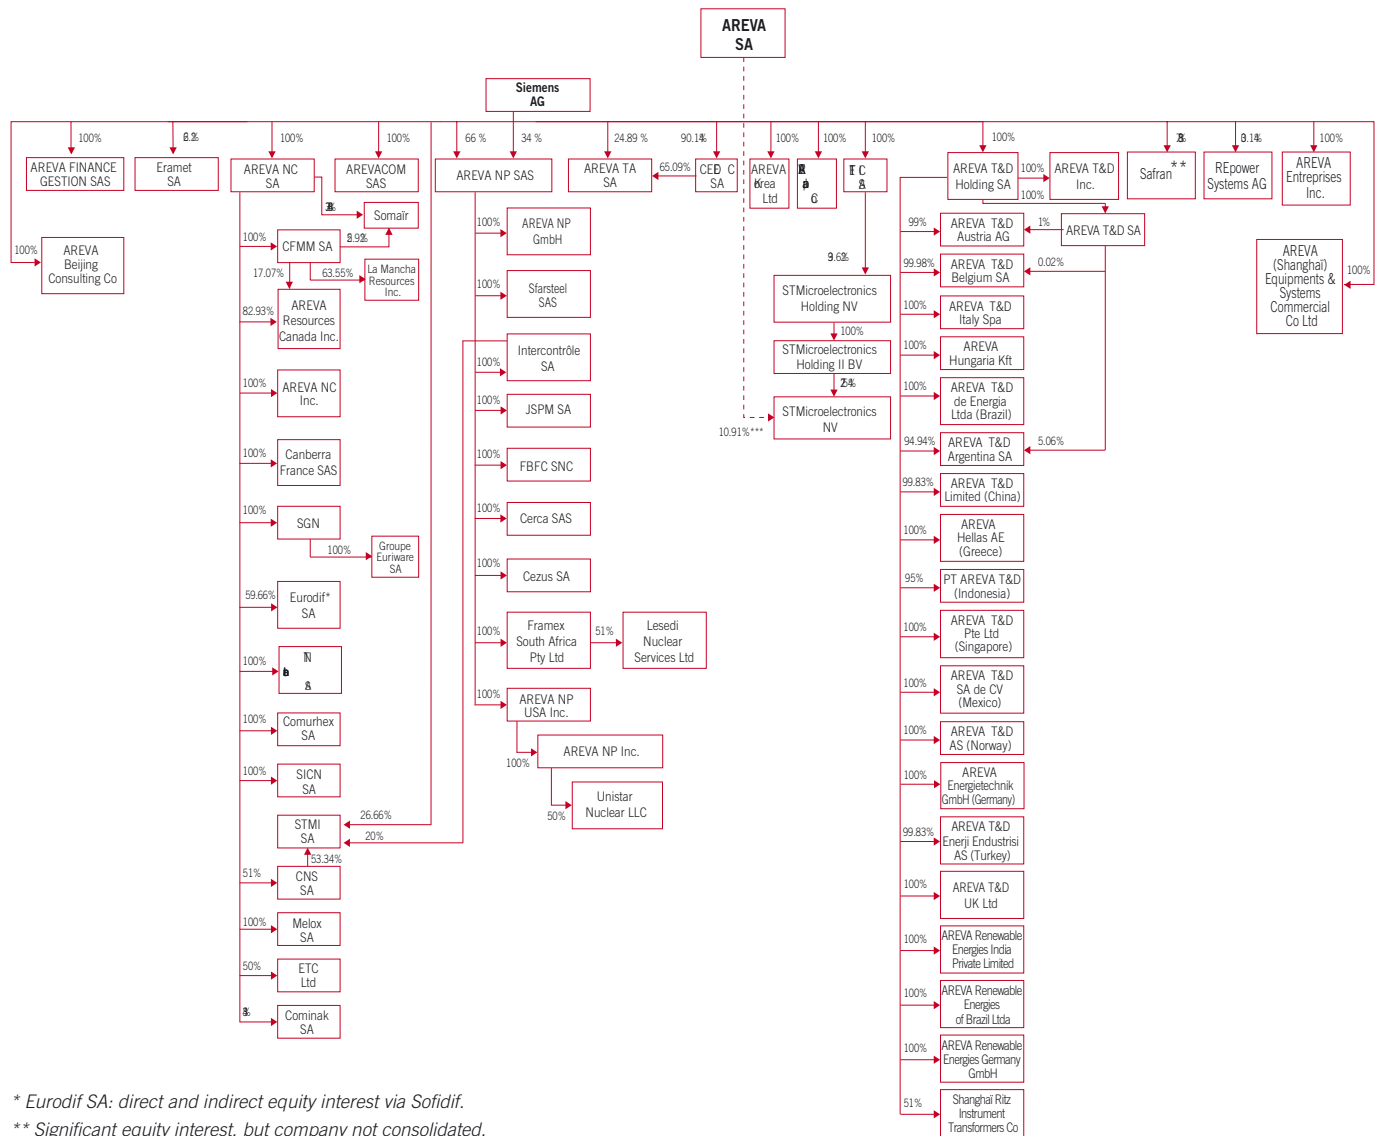 AREVA
SA
Siemens
AG
100%
100%
100%
66 %
34 %
24.89 %
100%
100%
100%
100%
100%
AREVA FINANCE
GESTION SAS
Eramet
SA
AREVA NC
SA
AREVACOM
SAS
AREVA NP SAS
AREVA TA
SA
65.09%
SA
AREVA
Ltd
AREVA T&D
Holding SA
100%
AREVA T&D
Inc.
100%
Safran**
REpower
Systems AG
AREVA
Entreprises
Inc.
Somaïr
100%
AREVA
Beijing
Consulting Co
100%
CFMM SA
17.07%
63.55%
La Mancha
Resources
Inc.
82.93%
AREVA
Resources
Canada Inc.
100%
AREVA NC
Inc.
100%
Canberra
France SAS
100%
SGN
100%
Groupe
Euriware
SA
59.66%
Eurodif*
SA
100%
100%
Comurhex
SA
100%
SICN
SA
STMI
SA
26.66%
20%
53.34%
51%
CNS
SA
100%
Melox
SA
50%
ETC
Ltd
Cominak
SA
100%
AREVA NP
GmbH
100%
Sfarsteel
SAS
100%
Intercontrôle
SA
100%
JSPM SA
100%
FBFC SNC
100%
Cerca SAS
100%
Cezus SA
100%
Framex
South Africa
Pty Ltd
51%
Lesedi
Nuclear
Services Ltd
100%
AREVA NP
USA Inc.
100%
AREVA NP Inc.
50%
Unistar
Nuclear LLC
STMicroelectronics
Holding NV
100%
STMicroelectronics
Holding II BV
10.91%***
STMicroelectronics
NV
99%
AREVA T&D
Austria AG
1%
AREVA T&D SA
99.98%
AREVA T&D
Belgium SA
0.02%
100%
AREVA T&D
Italy Spa
100%
AREVA
Hungaria Kft
100%
AREVA T&D
de Energia
Ltda (Brazil)
94.94%
AREVA T&D
Argentina SA
5.06%
99.83%
AREVA T&D
Limited (China)
100%
AREVA
Hellas AE
(Greece)
95%
PT AREVA T&D
(Indonesia)
100%
AREVA T&D
Pte Ltd
(Singapore)
100%
AREVA T&D
SA de CV
(Mexico)
100%
AREVA T&D
AS (Norway)
100%
AREVA
Energietechnik
GmbH (Germany)
99.83%
AREVA T&D
Enerji Endustrisi
AS (Turkey)
100%
AREVA T&D
UK Ltd
100%
AREVA Renewable
Energies India
Private Limited
100%
AREVA Renewable
Energies
of Brazil Ltda
100%
AREVA Renewable
Energies Germany
GmbH
51%
Shanghaï Ritz
Instrument
Transformers Co
AREVA
(Shanghaï)
Equipments &
Systems
Commercial
Co Ltd
100%
* Eurodif SA: direct and indirect equity interest via Sofidif.
** Significant equity interest, but company not consolidated.